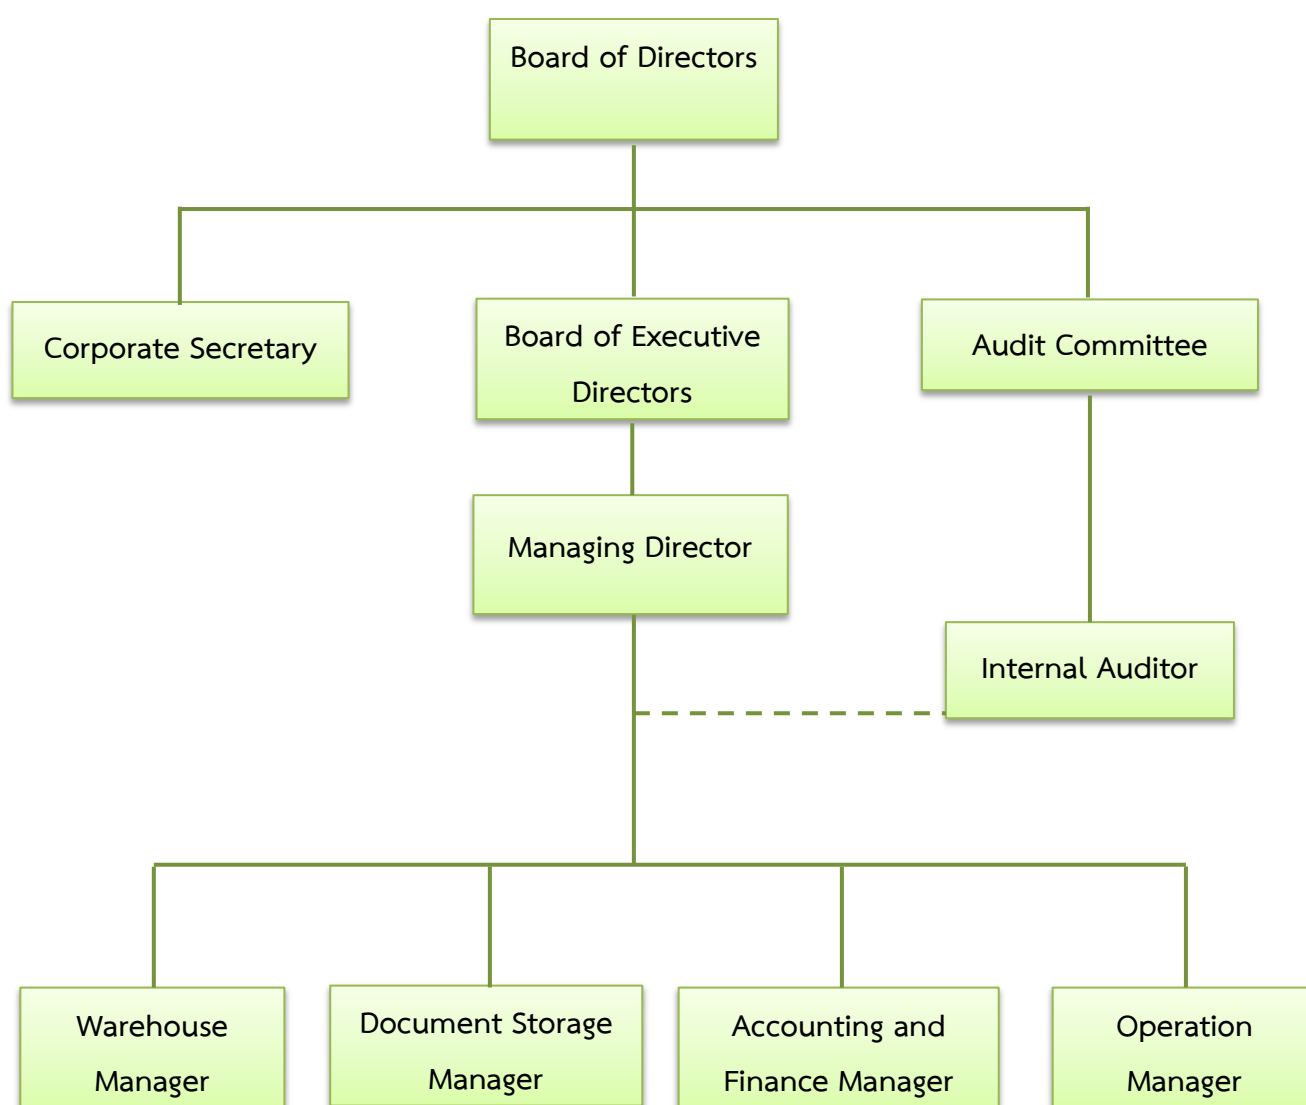 Board of Directors
Corporate Secretary
Board of Executive
Directors
Audit Committee
Managing Director
Internal Auditor
Warehouse
Manager
Document Storage
Manager
Accounting and
Finance Manager
Operation
Manager